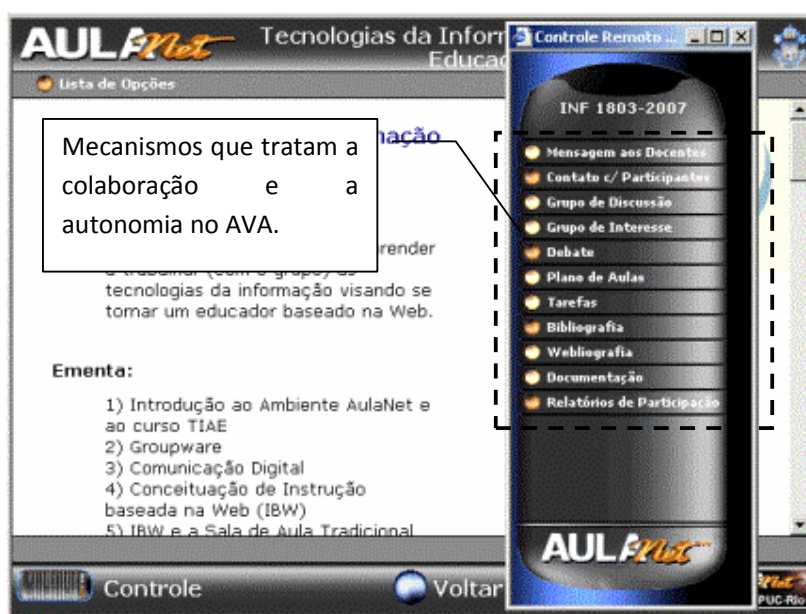 AULANet
Tecnologias da Inform
Educaç
Controle Remoto ...
Lista de Opções
INF 1803-2007
mação
Mecanismos que tratam a
colaboração e a
autonomia no AVA.
Mensagem aos Docentes
Contato c/ Participantes
Grupo de Discussão
Grupo de Interesse
Debate
Plano de Aulas
Tarefas
Bibliografia
Webliografia
Documentação
Relatórios de Participação
render
a trabalhar (com o grupo) as
tecnologias da informação visando se
tornar um educador baseado na Web.
Ementa:
1) Introdução ao Ambiente AulaNet e
ao curso TIAE
2) Groupware
3) Comunicação Digital
4) Conceituação de Instrução
baseada na Web (IBW)
5) IBW e a Sala de Aula Tradicional
AULANet
Controle
Voltar
Net
PUC-Rio